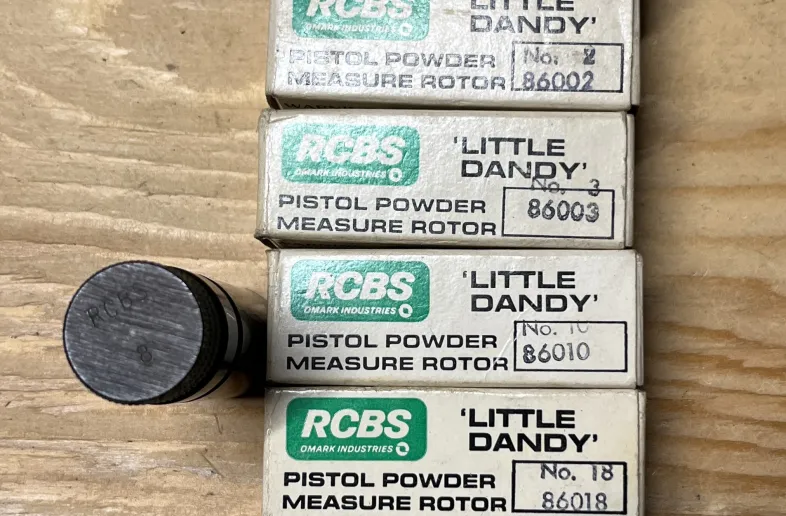 RCBS
'LITTLE
DANDY'
OMARK INDUSTRIES
PISTOL POWDER
MEASURE ROTOR
No. 2
86002
RCBS
'LITTLE
DANDY'
OMARK INDUSTRIES
PISTOL POWDER
MEASURE ROTOR
No. 3
86003
RCBS
8
RCBS
'LITTLE
DANDY'
OMARK INDUSTRIES
PISTOL POWDER
MEASURE ROTOR
No. 10
86010
RCBS
'LITTLE
DANDY'
OMARK INDUSTRIES
PISTOL POWDER
MEASURE ROTOR
No. 18
86018